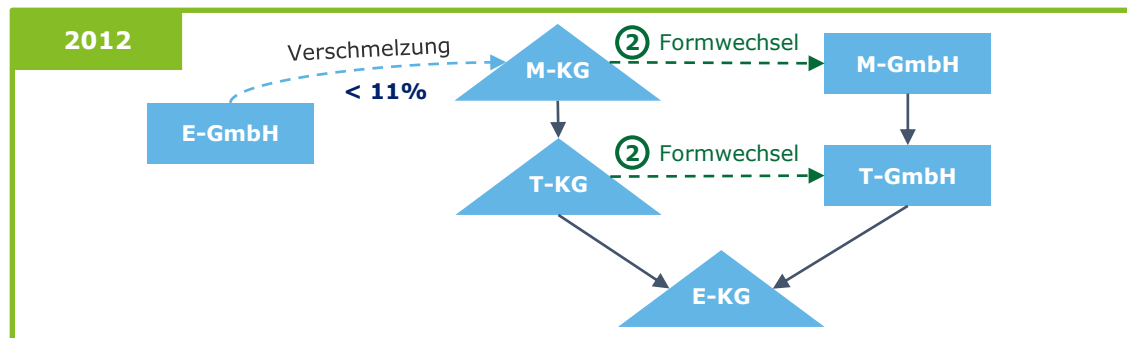 2012
Verschmelzung
< 11%
E-GmbH
M-KG
2 Formwechsel
M-GmbH
T-KG
2 Formwechsel
T-GmbH
E-KG